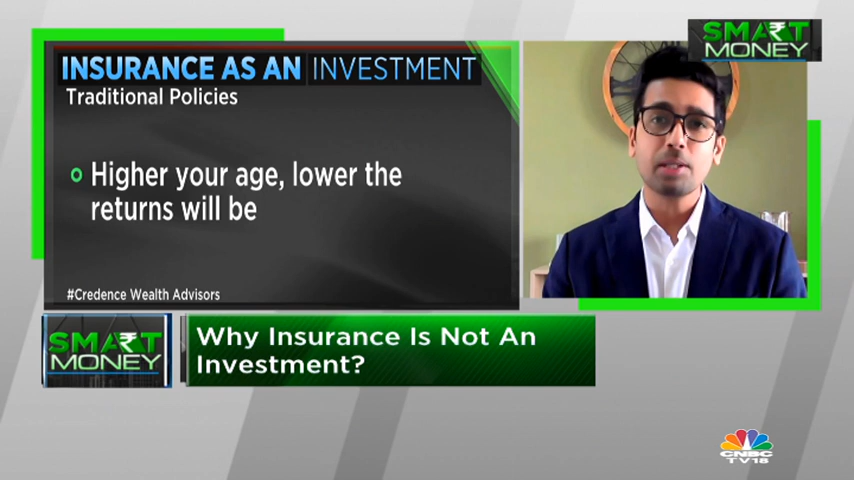 SMART
MONEY
INSURANCE AS AN INVESTMENT
Traditional Policies
Higher your age, lower the
returns will be
#Credence Wealth Advisors
SMART
MONEY
Why Insurance Is Not An
Investment?
CNBC
TV18